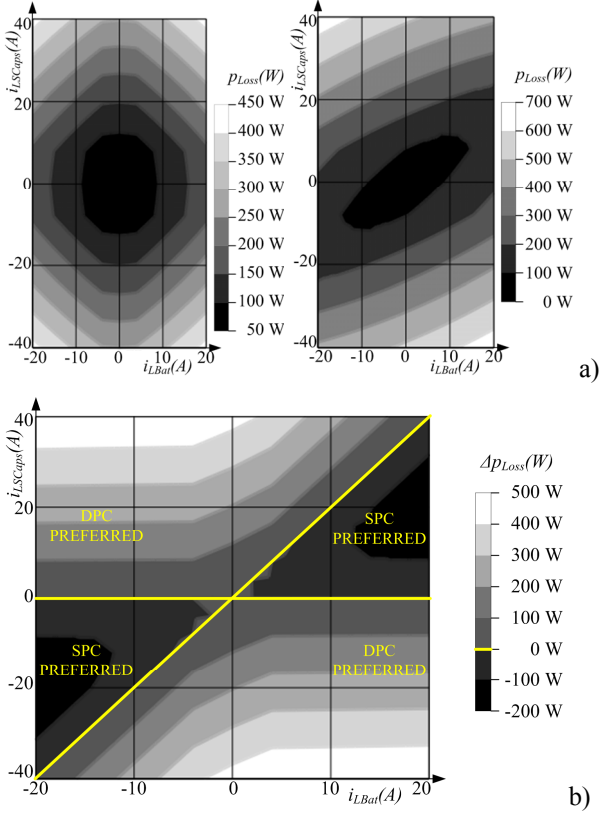 iLSCaps(A)
40
20
0
-20
-40
-20
-10
0
10
20
iLBat(A)
pLoss(W)
450 W
400 W
350 W
300 W
250 W
200 W
150 W
100 W
50 W
iLSCaps(A)
40
20
0
-20
-40
-20
-10
0
10
20
iLBat(A)
pLoss(W)
700 W
600 W
500 W
400 W
300 W
200 W
100 W
0 W
a)
iLSCaps(A)
40
20
0
-20
-40
-20
-10
0
10
20
iLBat(A)
DPC
PREFERRED
SPC
PREFERRED
SPC
PREFERRED
DPC
PREFERRED
ΔpLoss(W)
500 W
400 W
300 W
200 W
100 W
0 W
-100 W
-200 W
b)